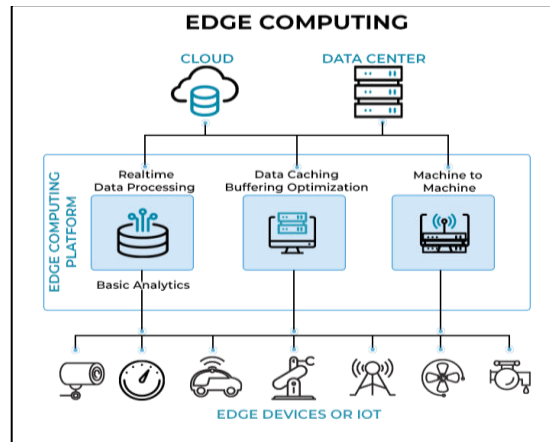 EDGE COMPUTING
CLOUD
DATA CENTER
EDGE COMPUTING
PLATFORM
Realtime
Data Processing
Data Caching
Buffering Optimization
Machine to
Machine
Basic Analytics
EDGE DEVICES OR IOT